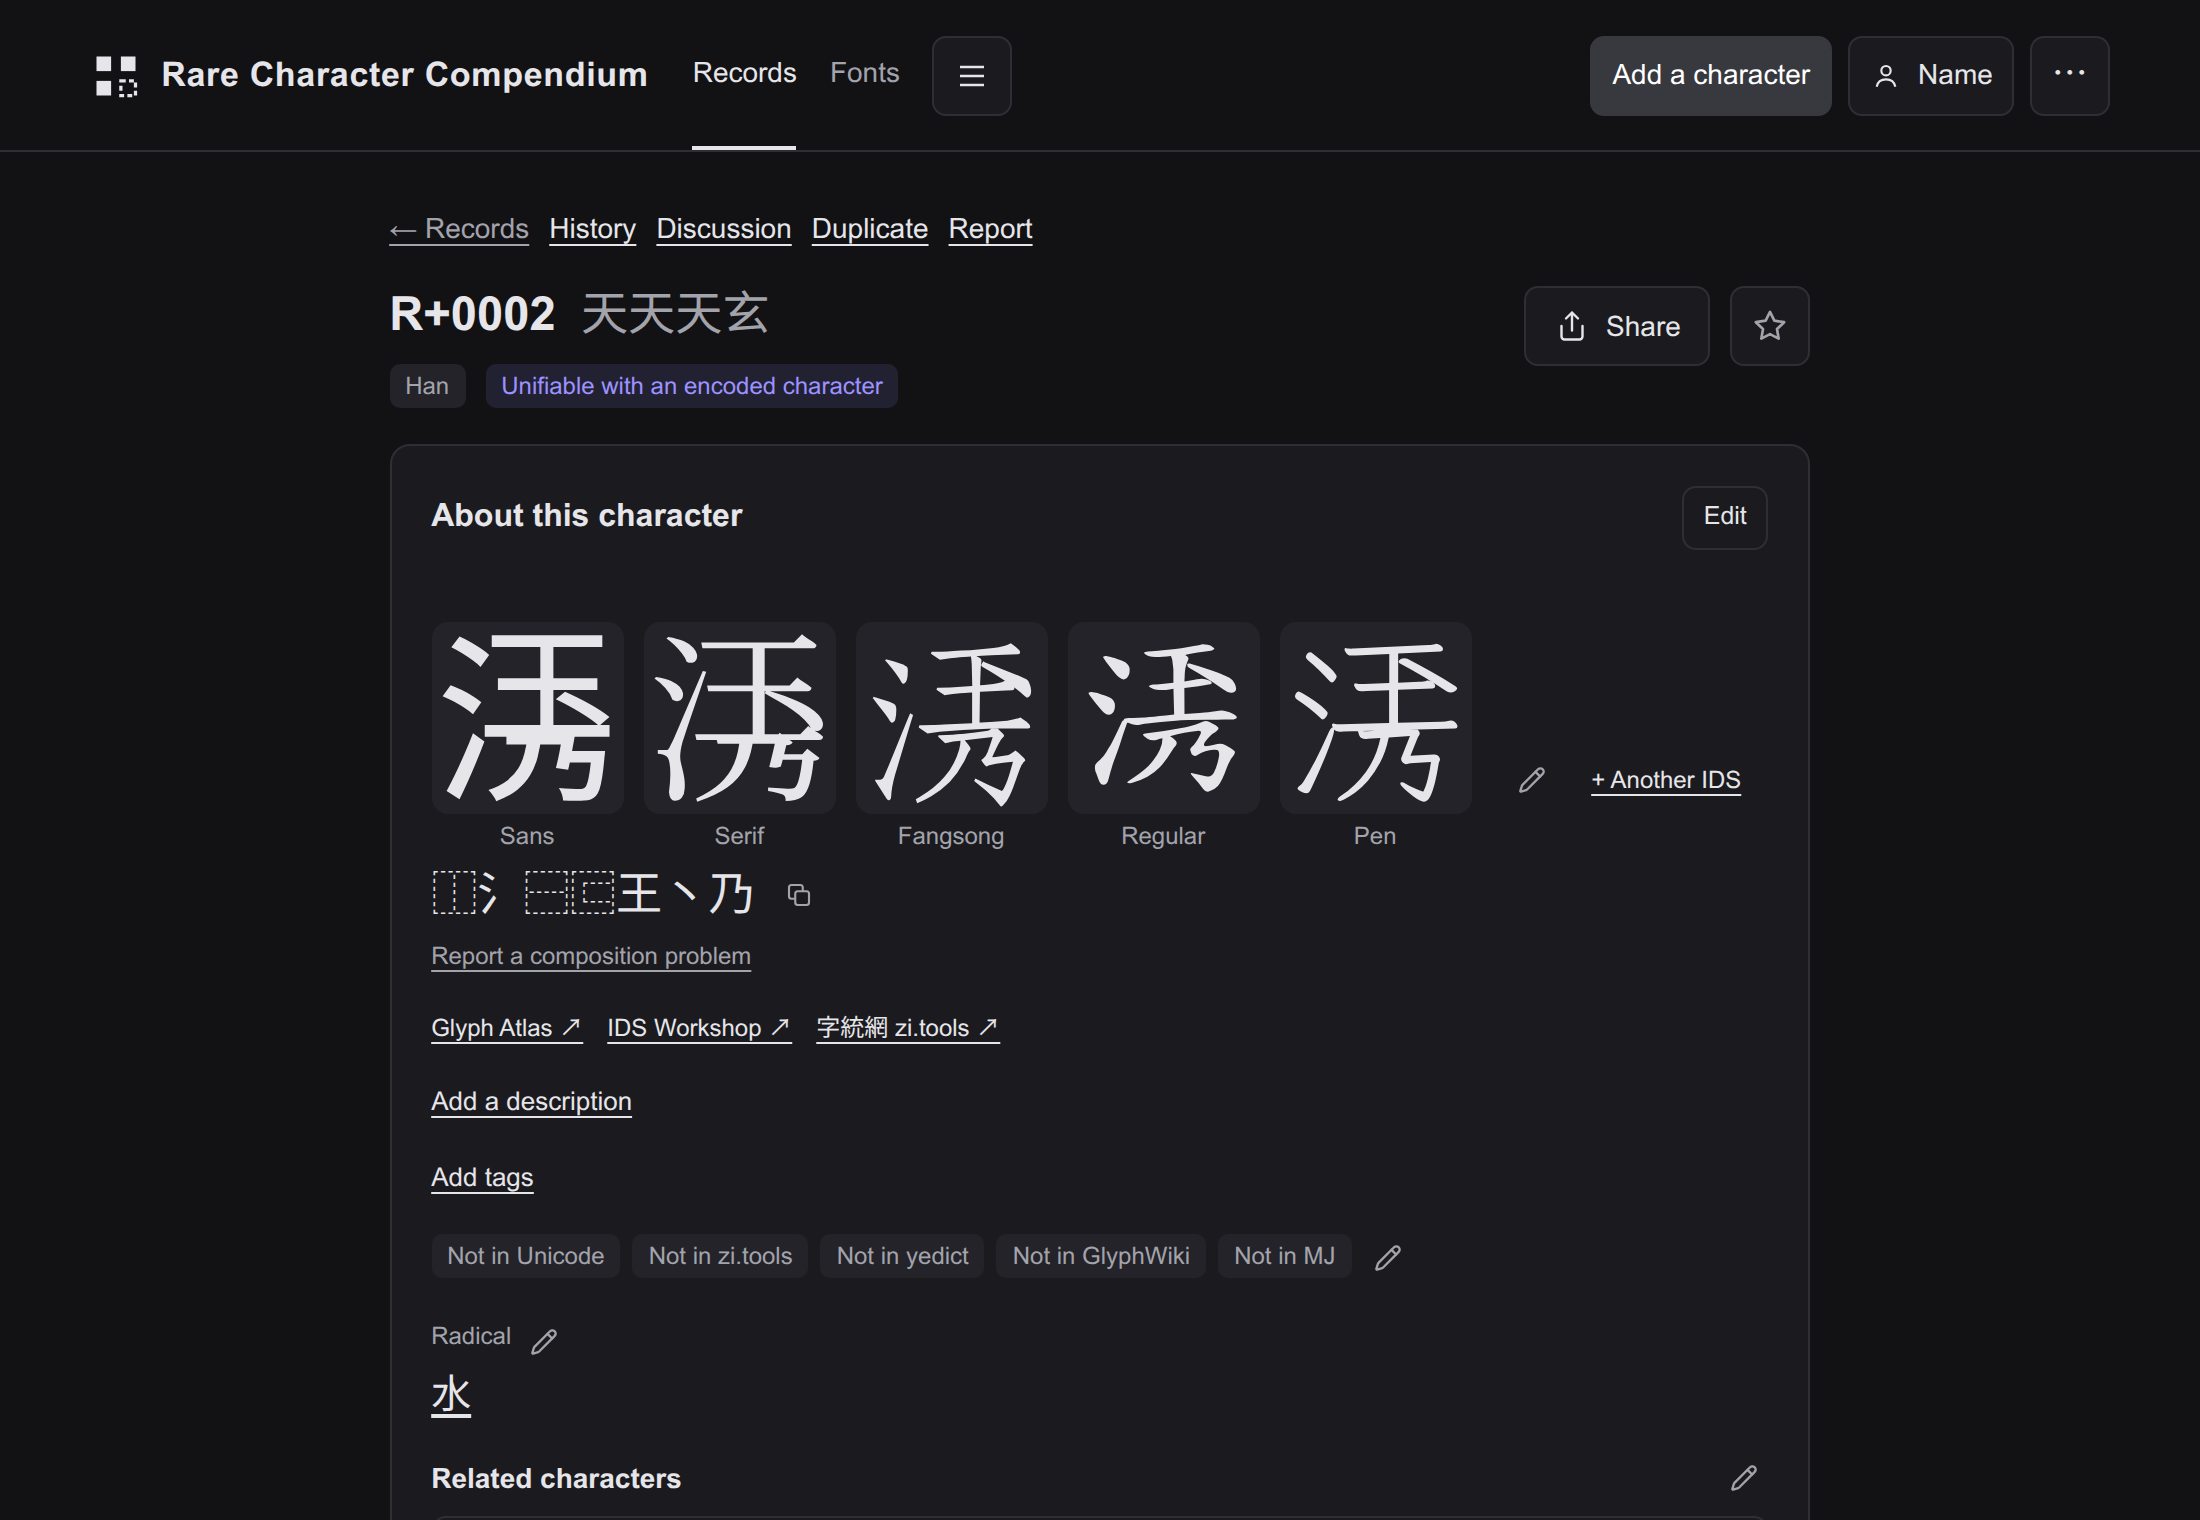 Rare Character Compendium Records Fonts Add a character Name ...
← Records History Discussion Duplicate Report
R+0002 天天天玄
Share
Han Unifiable with an encoded character
About this character
Edit
+ Another IDS
Sans Serif Fangsong Regular Pen
⿰氵⿱⿼王丶乃
Report a composition problem
Glyph Atlas ↗ IDS Workshop ↗ 字統網 zi.tools ↗
Add a description
Add tags
Not in Unicode Not in zi.tools Not in yedict Not in GlyphWiki Not in MJ
Radical
水
Related characters